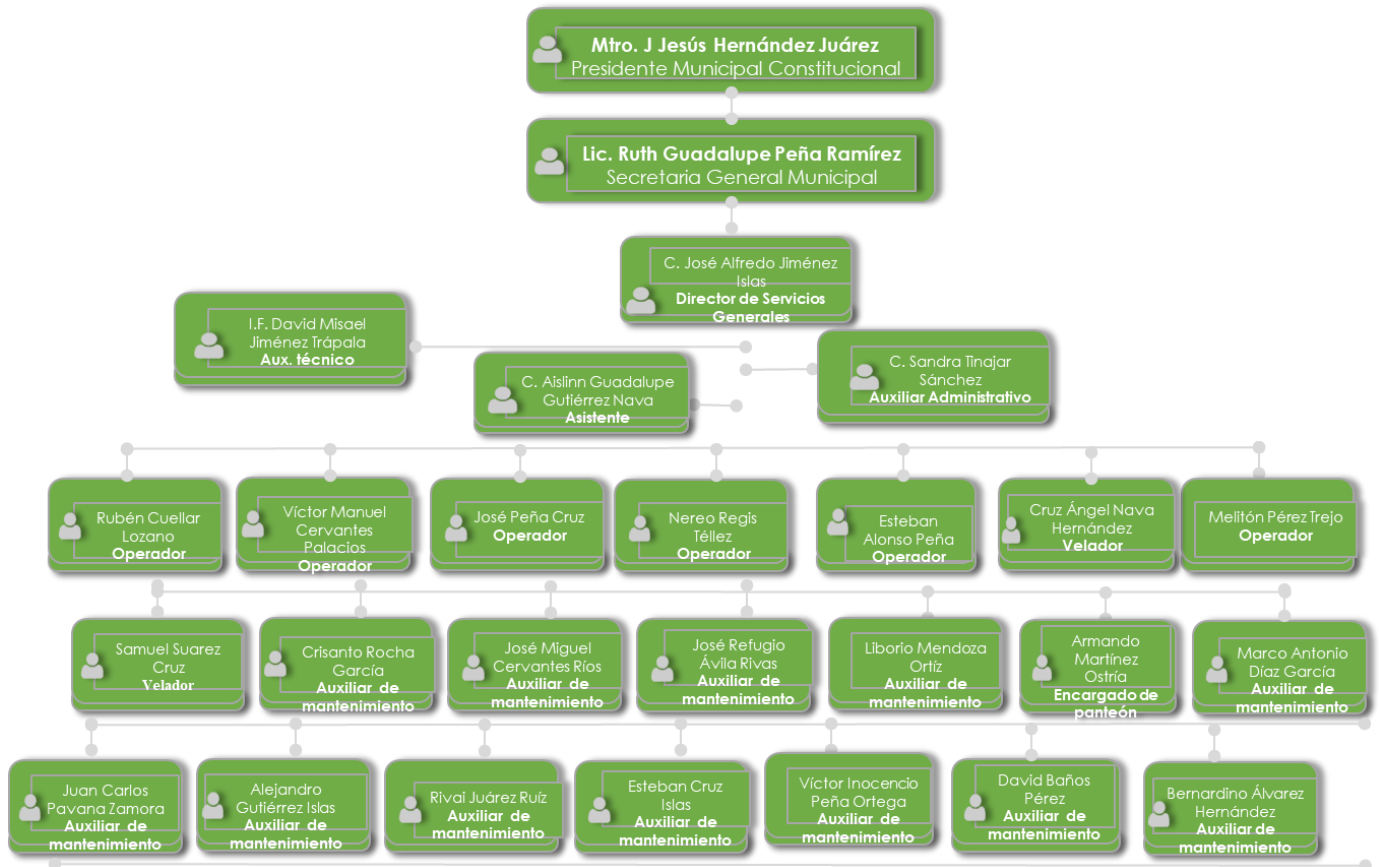 Mtro. J Jesús Hernández Juárez
Presidente Municipal Constitucional
Lic. Ruth Guadalupe Peña Ramírez
Secretaria General Municipal
C. José Alfredo Jiménez
Islas
Director de Servicios
Generales
I.F. David Misael
Jiménez Trápala
Aux. técnico
C. Aislinn Guadalupe
Gutiérrez Nava
Asistente
C. Sandra Tinajar
Sánchez
Auxiliar Administrativo
Rubén Cuellar
Lozano
Operador
Víctor Manuel
Cervantes
Palacios
Operador
José Peña Cruz
Operador
Nereo Regis
Téllez
Operador
Esteban
Alonso Peña
Operador
Cruz Ángel Nava
Hernández
Velador
Melitón Pérez Trejo
Operador
Samuel Suarez
Cruz
Velador
Crisanto Rocha
García
Auxiliar de
mantenimiento
José Miguel
Cervantes Ríos
Auxiliar de
mantenimiento
José Refugio
Ávila Rivas
Auxiliar de
mantenimiento
Liborio Mendoza
Ortíz
Auxiliar de
mantenimiento
Armando
Martínez
Ostría
Encargado de
panteón
Marco Antonio
Díaz García
Auxiliar de
mantenimiento
Juan Carlos
Pavana Zamora
Auxiliar de
mantenimiento
Alejandro
Gutiérrez Islas
Auxiliar de
mantenimiento
Rivai Juárez Ruíz
Auxiliar de
mantenimiento
Esteban Cruz
Islas
Auxiliar de
mantenimiento
Víctor Inocencio
Peña Ortega
Auxiliar de
mantenimiento
David Baños
Pérez
Auxiliar de
mantenimiento
Bernardino Álvarez
Hernández
Auxiliar de
mantenimiento